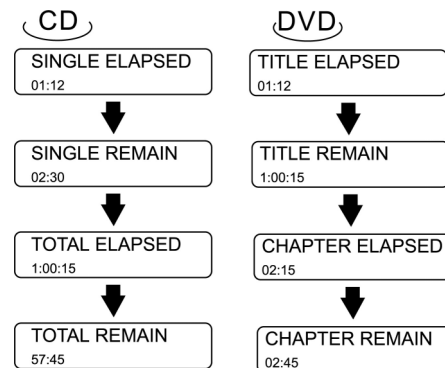 CD
SINGLE ELAPSED
01:12
SINGLE REMAIN
02:30
TOTAL ELAPSED
1:00:15
TOTAL REMAIN
57:45
DVD
TITLE ELAPSED
01:12
TITLE REMAIN
1:00:15
CHAPTER ELAPSED
02:15
CHAPTER REMAIN
02:45